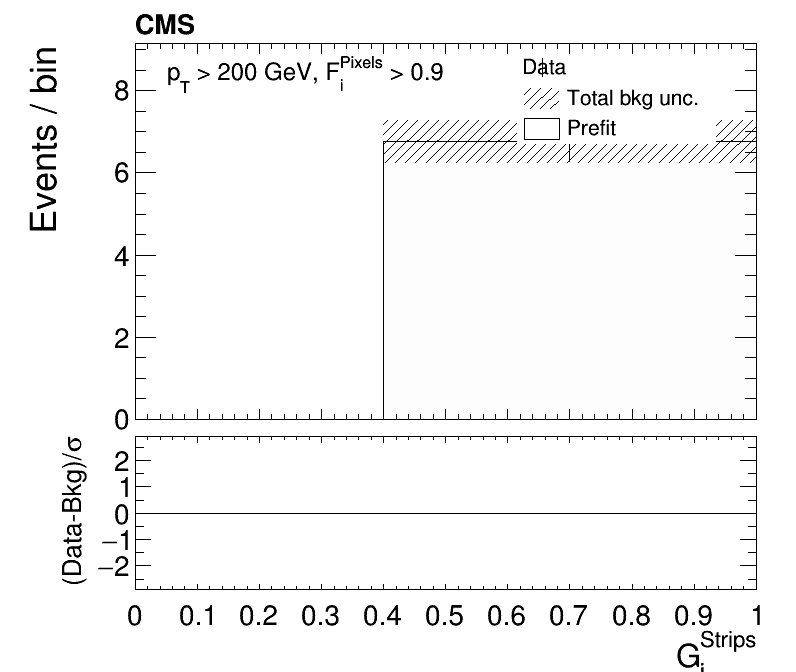 CMS
p_T > 200 GeV, F_i^Pixels > 0.9
Data
Total bkg unc.
Prefit
Events / bin
8
6
4
2
0
(Data-Bkg)/σ
2
1
0
−1
−2
0 0.1 0.2 0.3 0.4 0.5 0.6 0.7 0.8 0.9 1
G_i^Strips